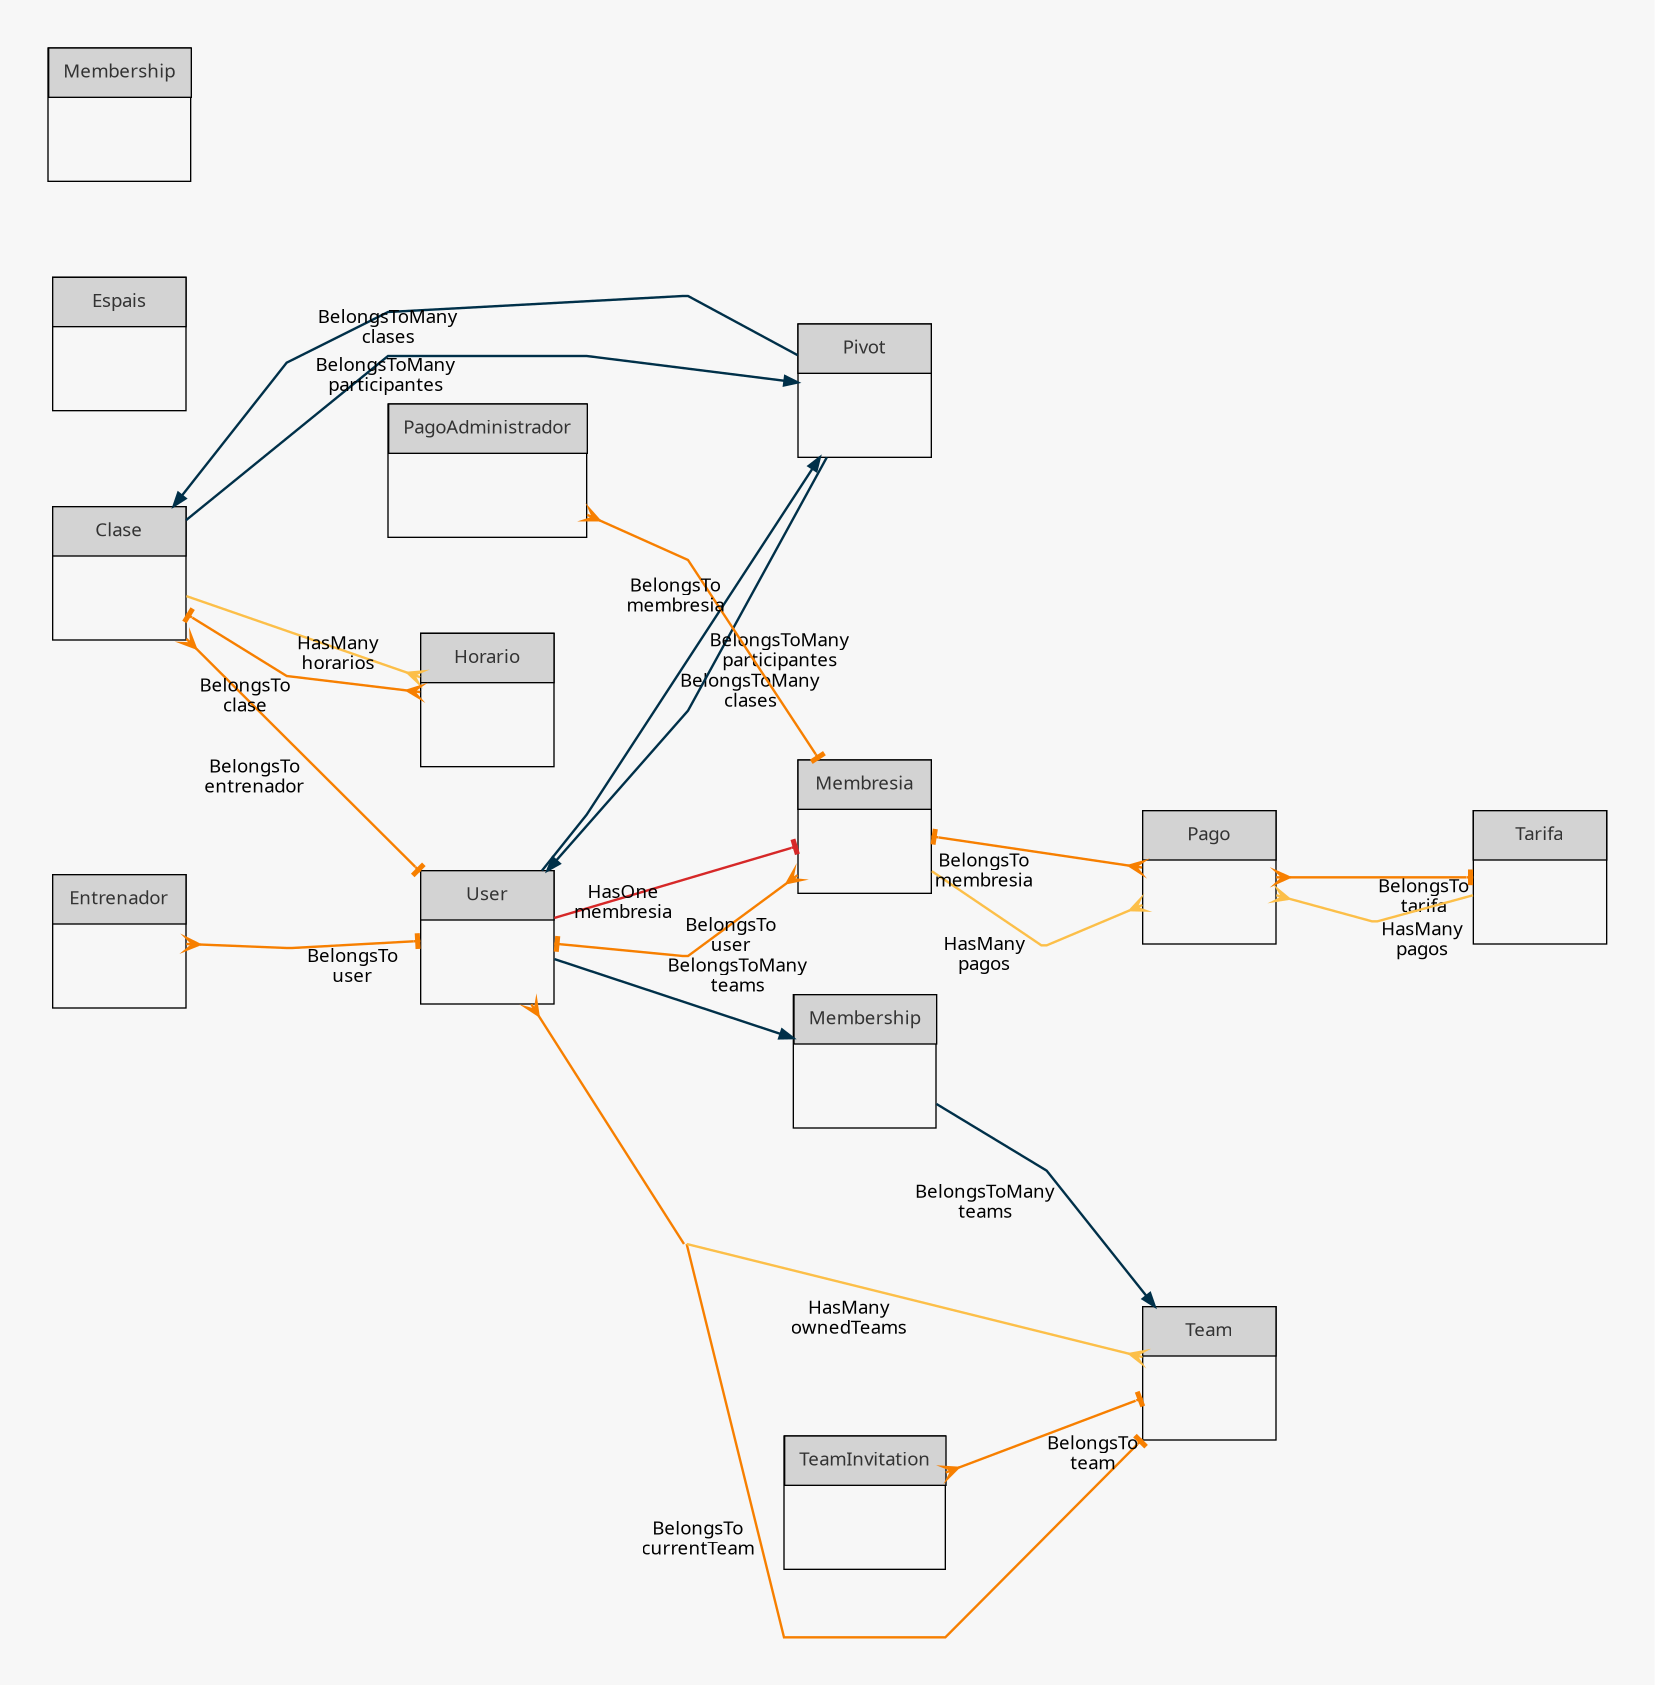 Membership
Espais
BelongsToMany
clases
Pivot
BelongsToMany
participantes
PagoAdministrador
Clase
BelongsTo
membresia
HasMany
horarios
Horario
BelongsToMany
participantes
BelongsToMany
clases
BelongsTo
clase
BelongsTo
entrenador
Membresia
Pago
Tarifa
BelongsTo
membresia
BelongsTo
tarifa
Entrenador
User
HasOne
membresia
BelongsTo
user
HasMany
pagos
HasMany
pagos
BelongsTo
user
BelongsToMany
teams
Membership
BelongsToMany
teams
HasMany
ownedTeams
Team
BelongsTo
team
TeamInvitation
BelongsTo
currentTeam